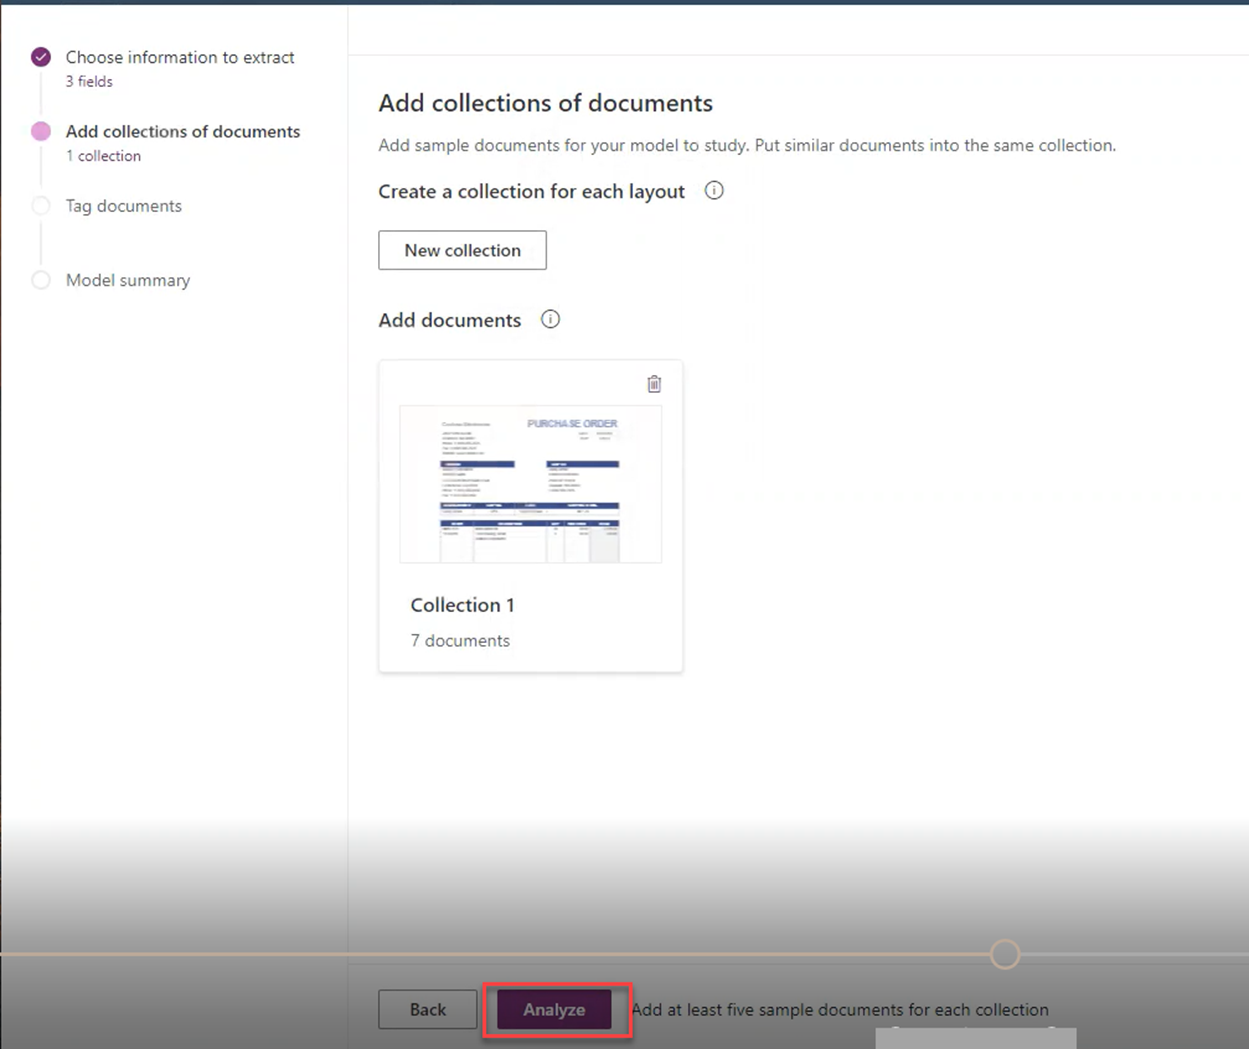 Choose information to extract
3 fields
Add collections of documents
1 collection
Tag documents
Model summary
Add collections of documents
Add sample documents for your model to study. Put similar documents into the same collection.
Create a collection for each layout
New collection
Add documents
PURCHASE ORDER
Collection 1
7 documents
Back
Analyze
Add at least five sample documents for each collection